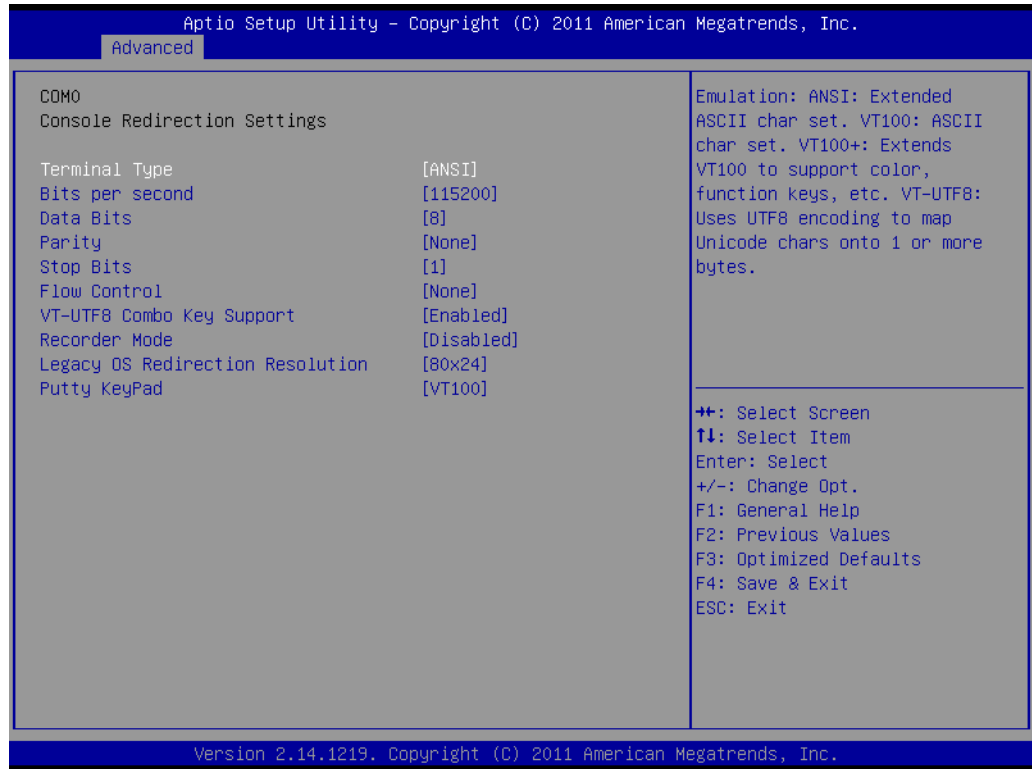 Aptio Setup Utility – Copyright (C) 2011 American Megatrends, Inc.
Advanced
COM0
Console Redirection Settings
Terminal Type [ANSI]
Bits per second [115200]
Data Bits [8]
Parity [None]
Stop Bits [1]
Flow Control [None]
VT-UTF8 Combo Key Support [Enabled]
Recorder Mode [Disabled]
Legacy OS Redirection Resolution [80x24]
Putty KeyPad [VT100]
Emulation: ANSI: Extended
ASCII char set. VT100: ASCII
char set. VT100+: Extends
VT100 to support color,
function keys, etc. VT-UTF8:
Uses UTF8 encoding to map
Unicode chars onto 1 or more
bytes.
→←: Select Screen
↑↓: Select Item
Enter: Select
+/-: Change Opt.
F1: General Help
F2: Previous Values
F3: Optimized Defaults
F4: Save & Exit
ESC: Exit
Version 2.14.1219. Copyright (C) 2011 American Megatrends, Inc.